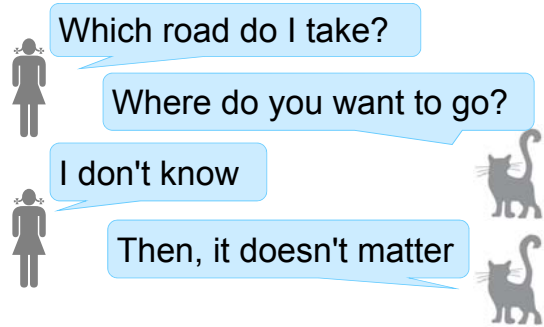 Which road do I take?
Where do you want to go?
I don't know
Then, it doesn't matter